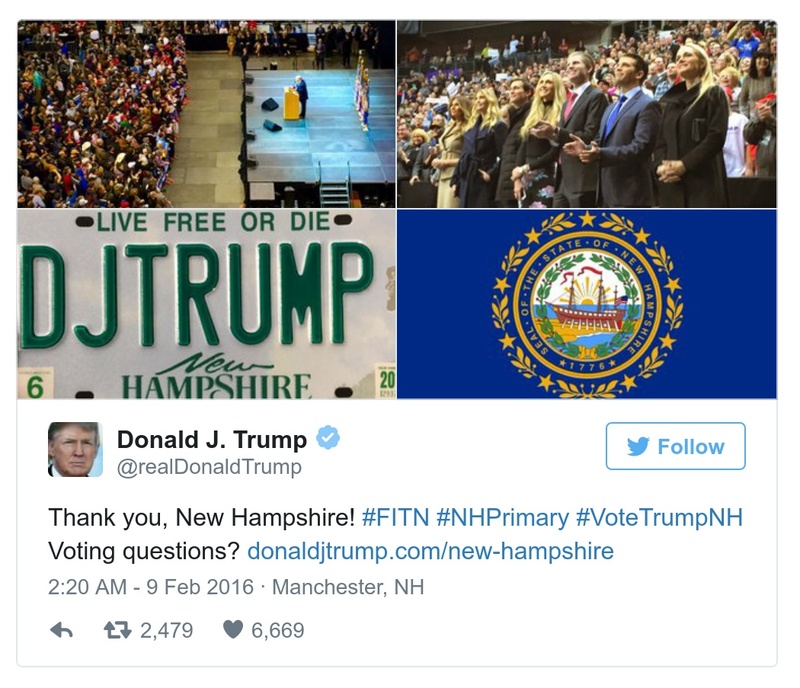 LIVE FREE OR DIE
DJTRUMP
New
HAMPSHIRE
6
20
SEAL · OF · THE · STATE · OF · NEW HAMPSHIRE
1776
Donald J. Trump
@realDonaldTrump
Follow
Thank you, New Hampshire! #FITN #NHPrimary #VoteTrumpNH
Voting questions? donaldjtrump.com/new-hampshire
2:20 AM - 9 Feb 2016 · Manchester, NH
2,479 6,669